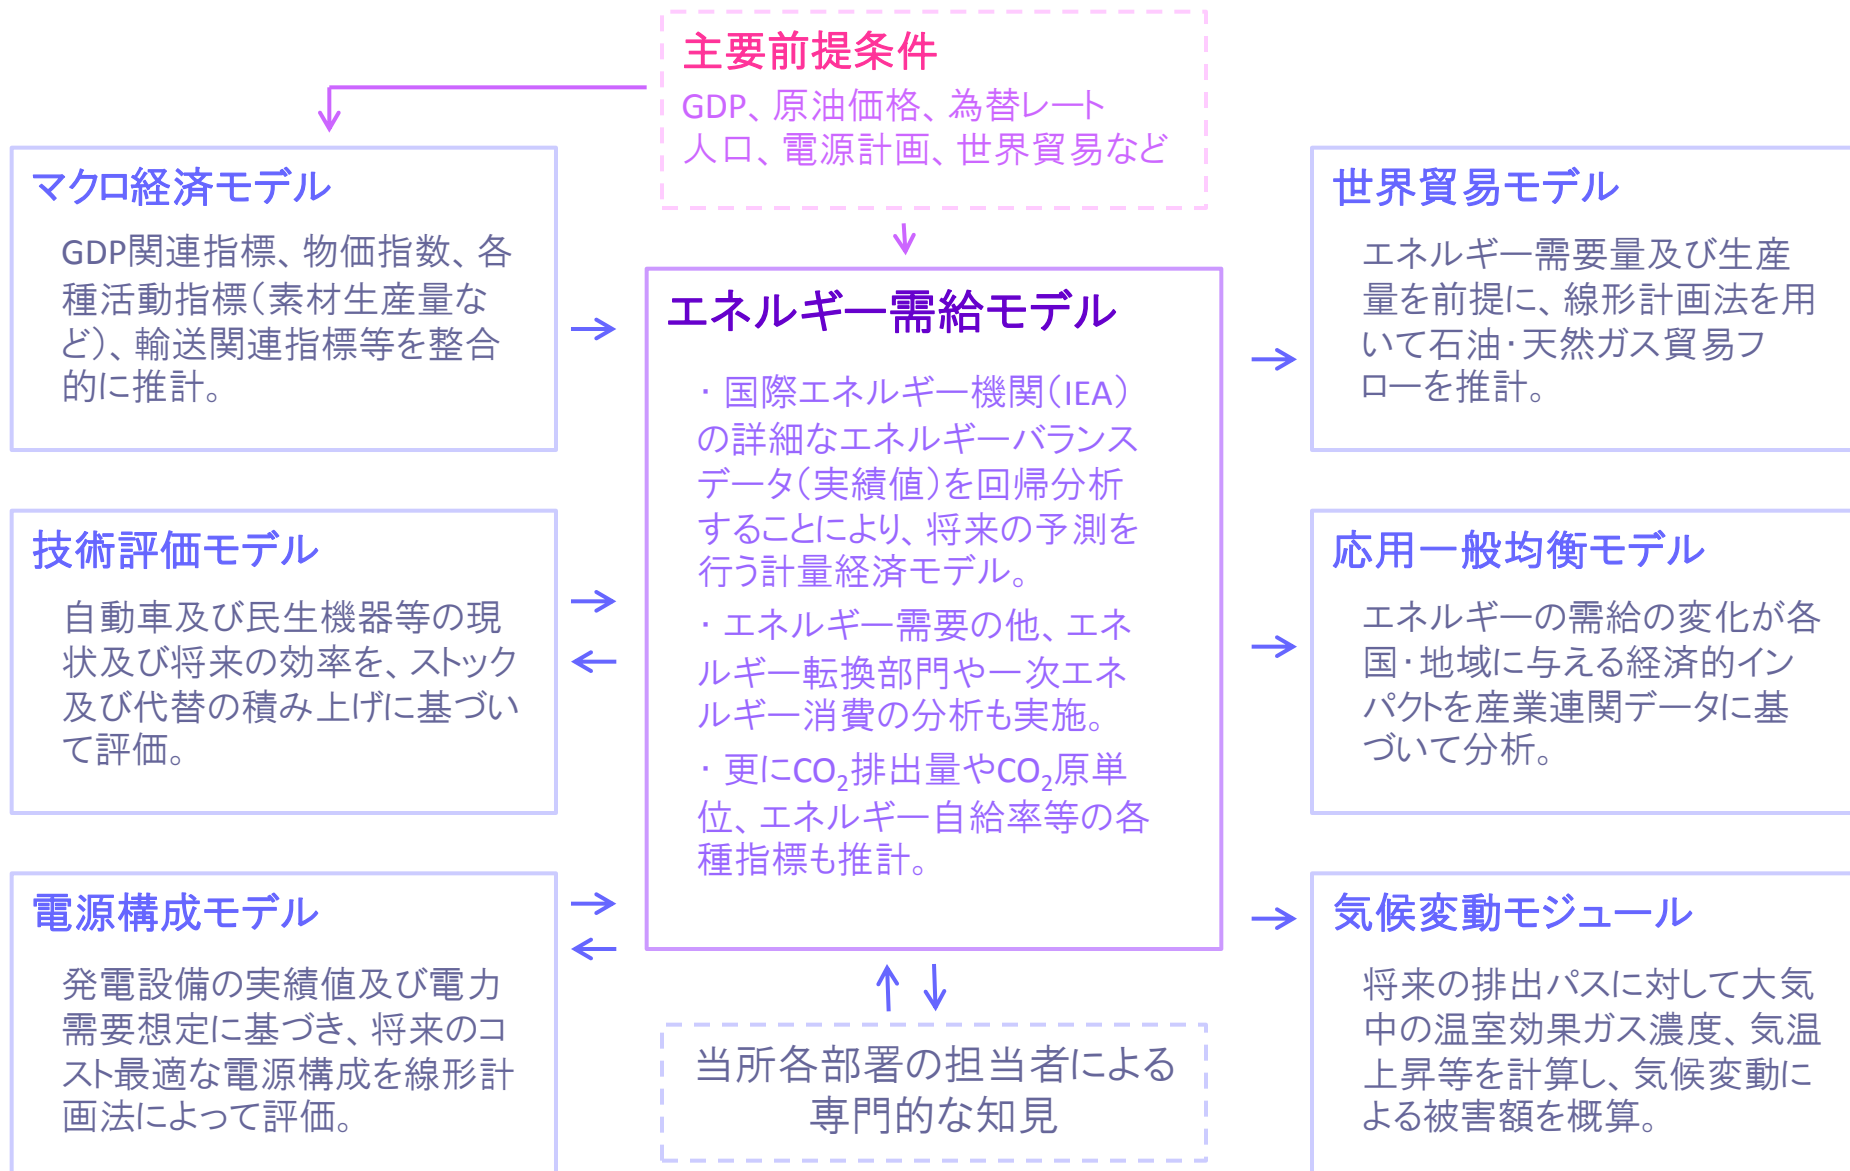 主要前提条件
GDP、原油価格、為替レート
人口、電源計画、世界貿易など
マクロ経済モデル
GDP関連指標、物価指数、各
種活動指標（素材生産量な
ど）、輸送関連指標等を整合
的に推計。
技術評価モデル
自動車及び民生機器等の現
状及び将来の効率を、ストック
及び代替の積み上げに基づい
て評価。
電源構成モデル
発電設備の実績値及び電力
需要想定に基づき、将来のコ
スト最適な電源構成を線形計
画法によって評価。
エネルギー需給モデル
・国際エネルギー機関（IEA）
の詳細なエネルギーバランス
データ（実績値）を回帰分析
することにより、将来の予測を
行う計量経済モデル。
・エネルギー需要の他、エネ
ルギー転換部門や一次エネ
ルギー消費の分析も実施。
・更にCO₂排出量やCO₂原単
位、エネルギー自給率等の各
種指標も推計。
当所各部署の担当者による
専門的な知見
世界貿易モデル
エネルギー需要量及び生産
量を前提に、線形計画法を用
いて石油・天然ガス貿易フ
ローを推計。
応用一般均衡モデル
エネルギーの需給の変化が各
国・地域に与える経済的イン
パクトを産業連関データに基
づいて分析。
気候変動モジュール
将来の排出パスに対して大気
中の温室効果ガス濃度、気温
上昇等を計算し、気候変動に
よる被害額を概算。